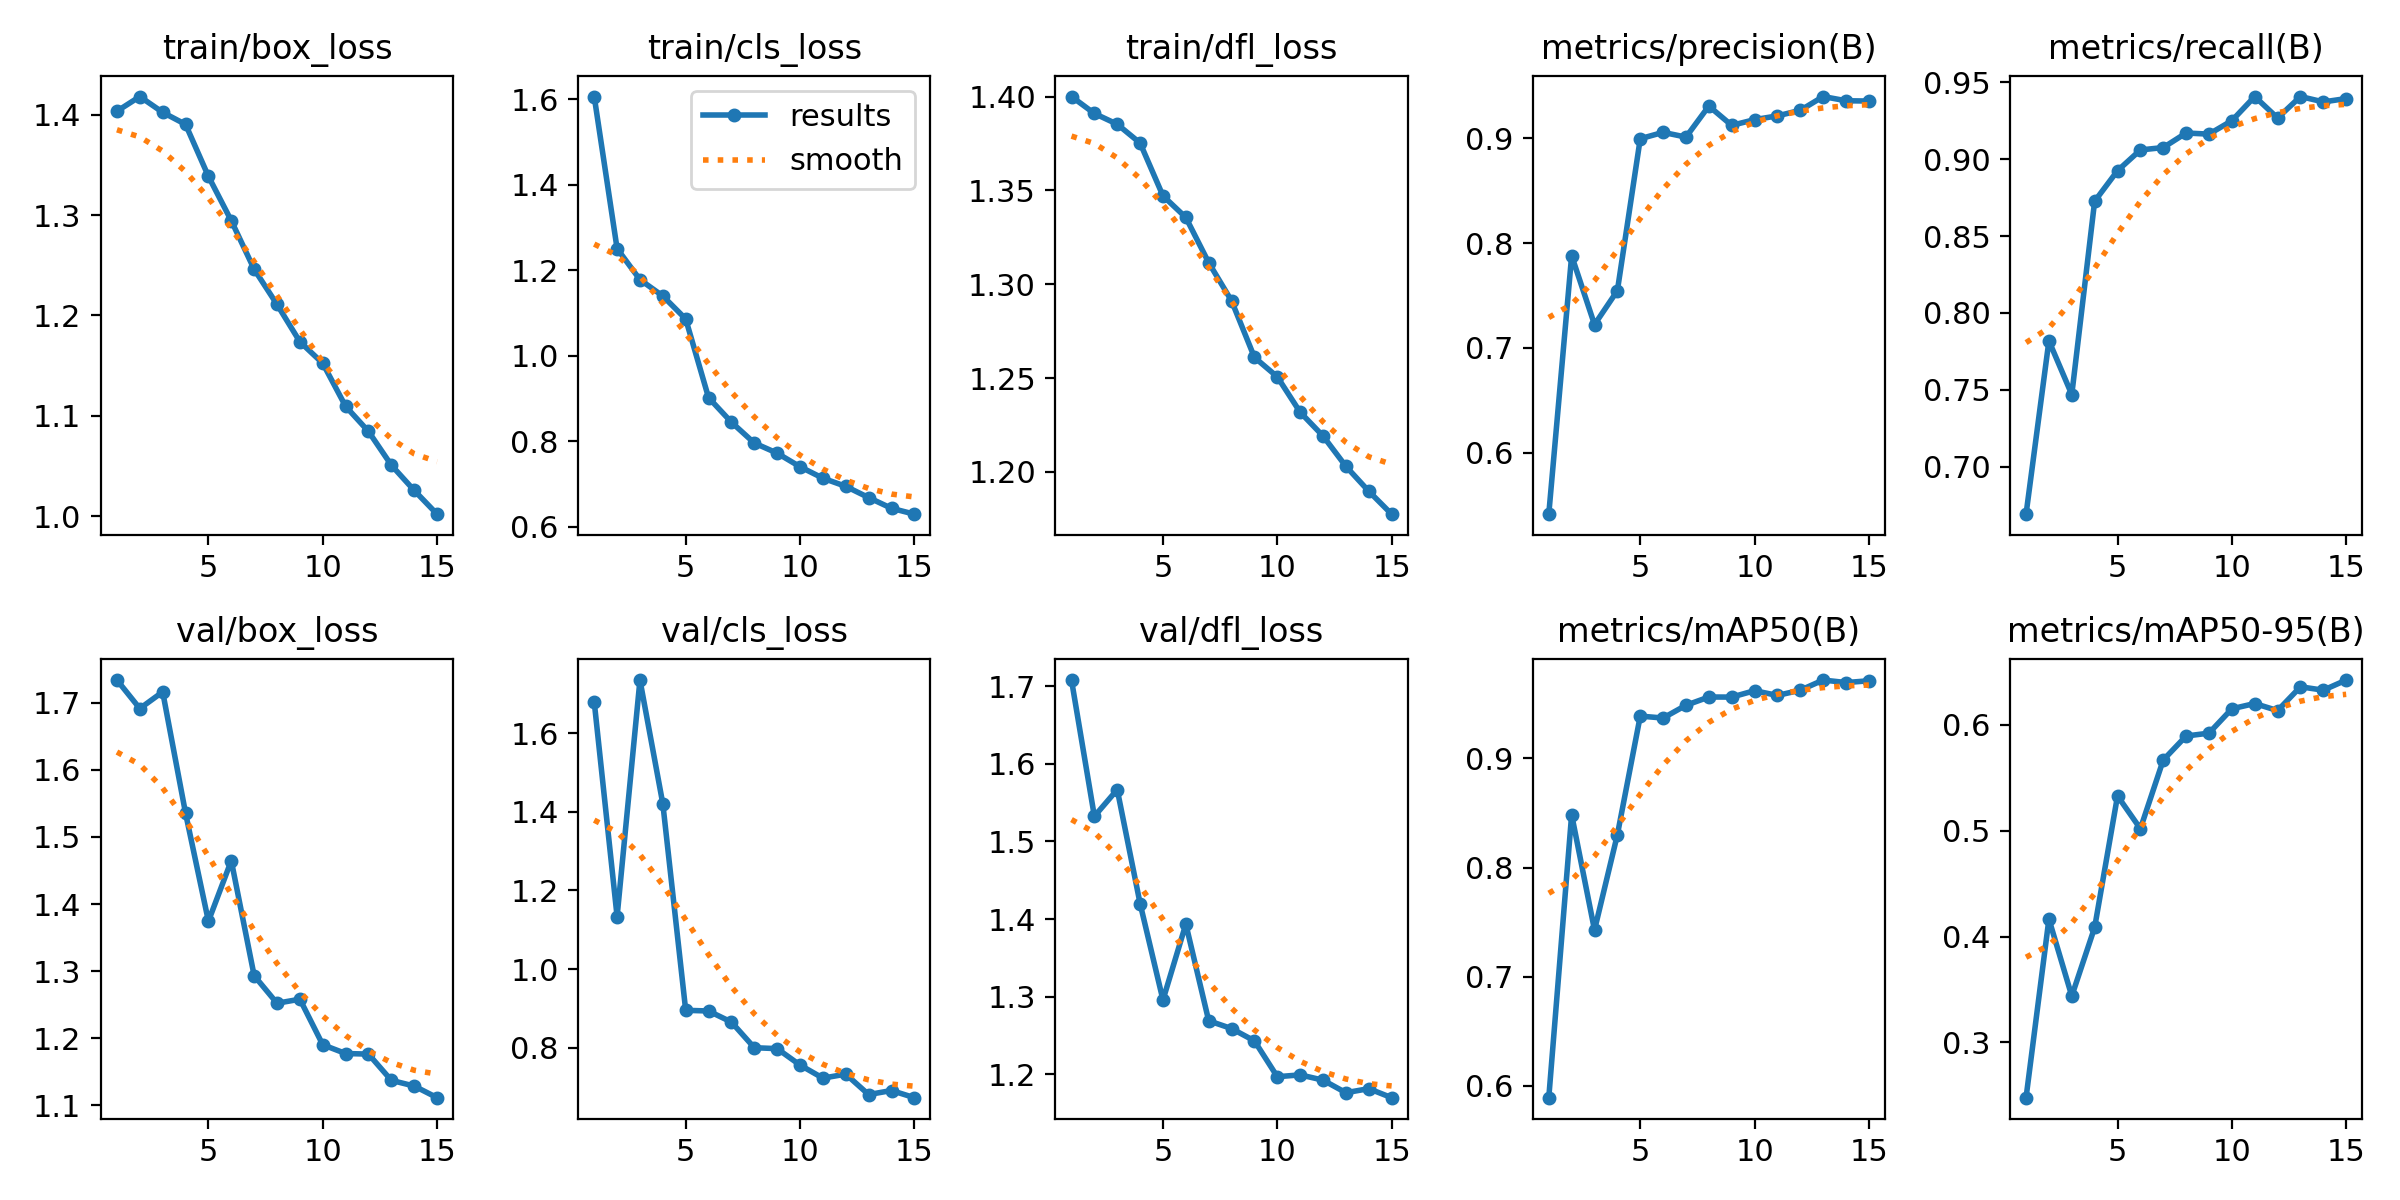 train/box_loss
1.4
1.3
1.2
1.1
1.0
5 10 15
train/cls_loss
results
smooth
1.6
1.4
1.2
1.0
0.8
0.6
5 10 15
train/dfl_loss
1.40
1.35
1.30
1.25
1.20
5 10 15
metrics/precision(B)
0.9
0.8
0.7
0.6
5 10 15
metrics/recall(B)
0.95
0.90
0.85
0.80
0.75
0.70
5 10 15
val/box_loss
1.7
1.6
1.5
1.4
1.3
1.2
1.1
5 10 15
val/cls_loss
1.6
1.4
1.2
1.0
0.8
5 10 15
val/dfl_loss
1.7
1.6
1.5
1.4
1.3
1.2
5 10 15
metrics/mAP50(B)
0.9
0.8
0.7
0.6
5 10 15
metrics/mAP50-95(B)
0.6
0.5
0.4
0.3
5 10 15